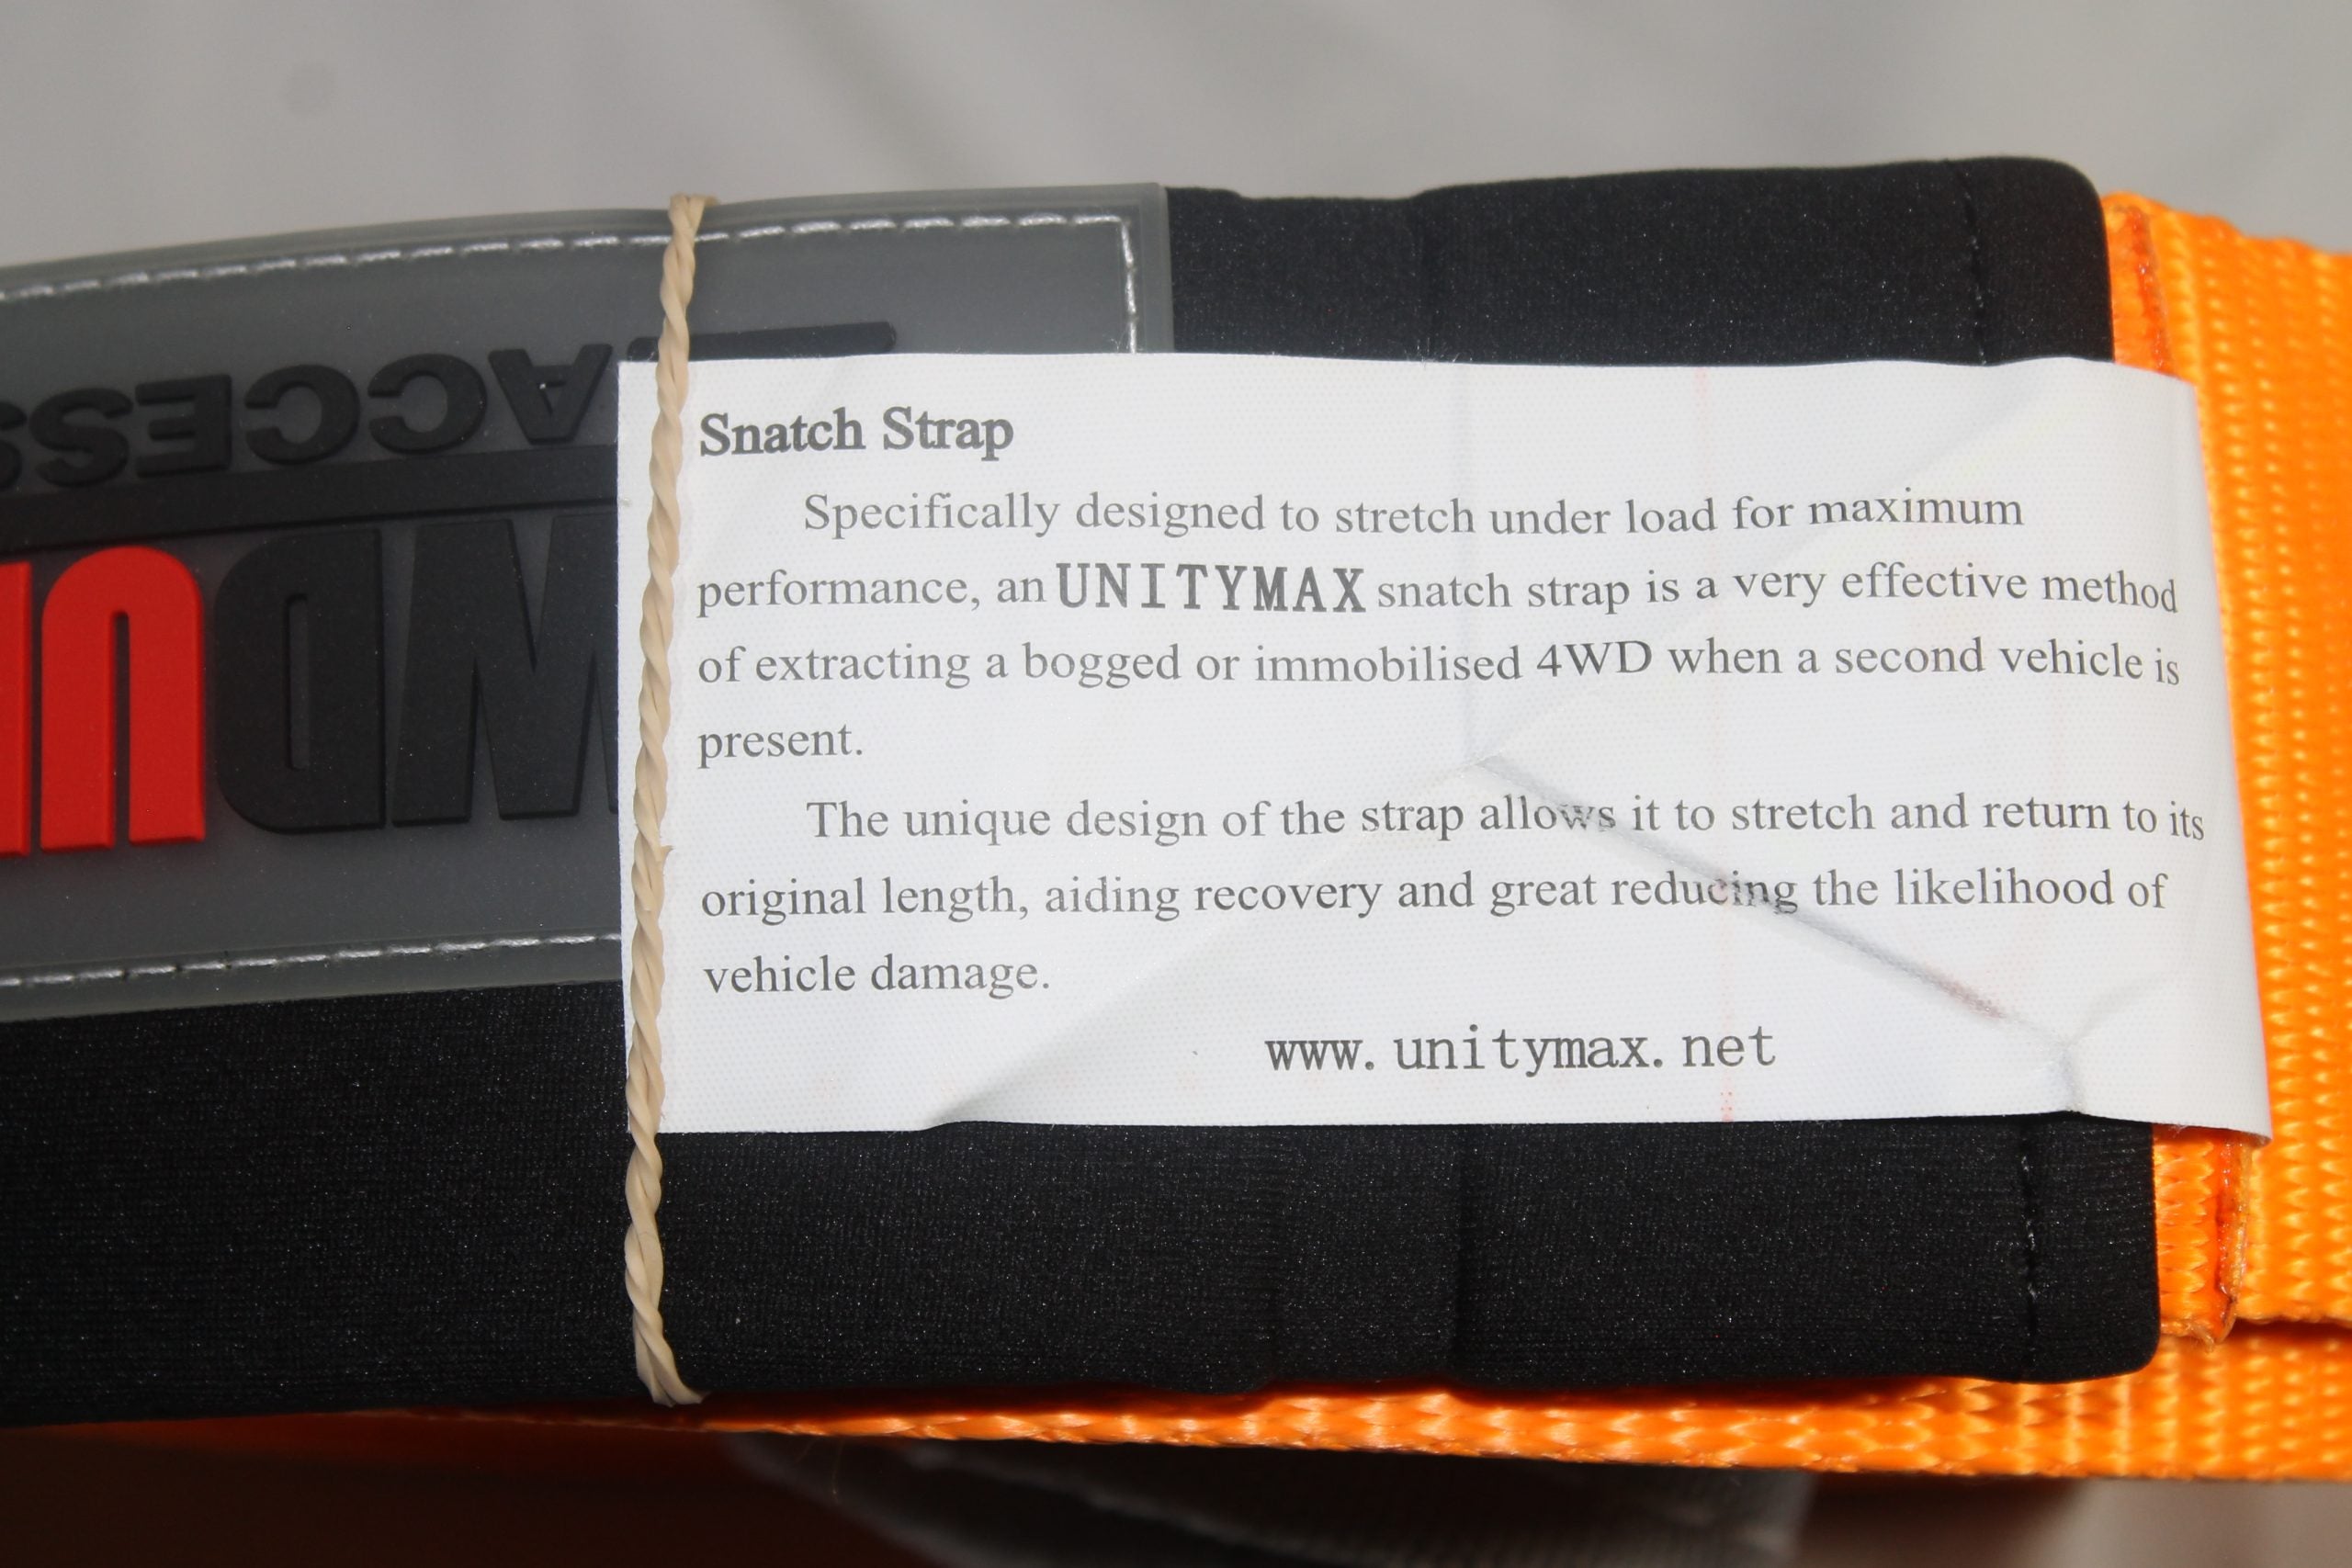 Snatch Strap
Specifically designed to stretch under load for maximum
performance, an UNITYMAX snatch strap is a very effective method
of extracting a bogged or immobilised 4WD when a second vehicle is
present.
The unique design of the strap allows it to stretch and return to its
original length, aiding recovery and great reducing the likelihood of
vehicle damage.
www.unitymax.net